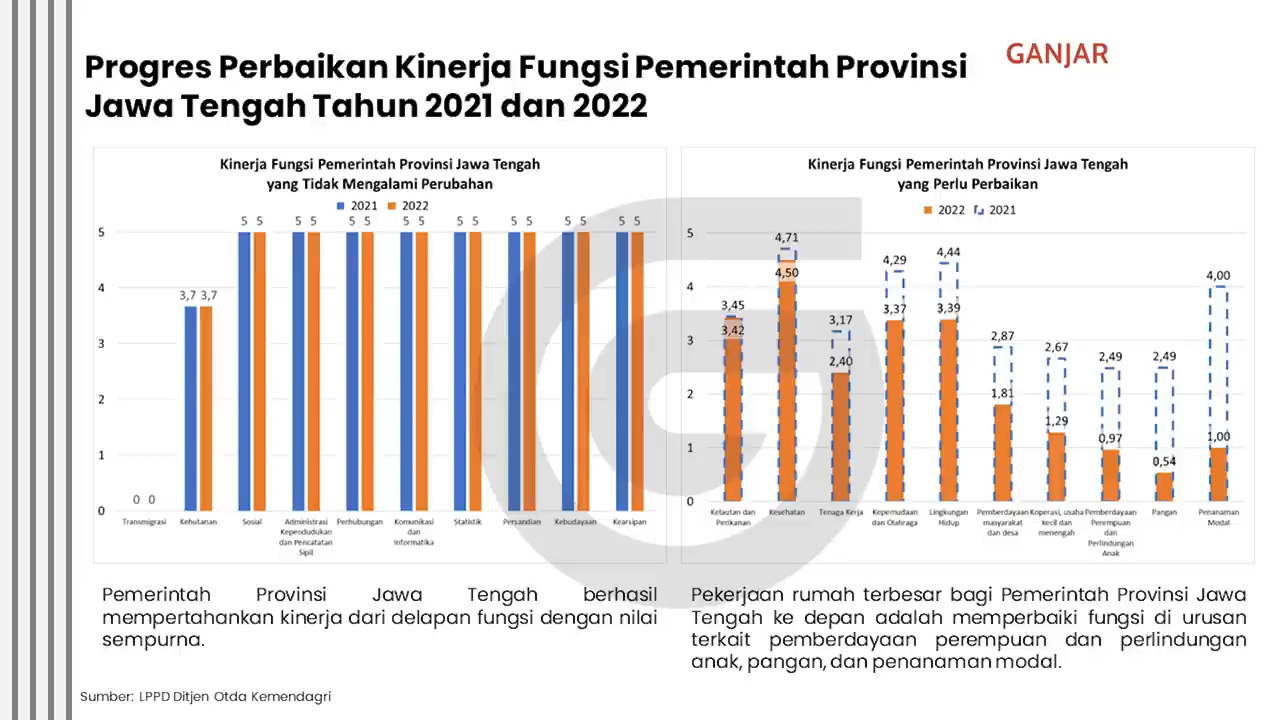 GANJAR
Progres Perbaikan Kinerja Fungsi Pemerintah Provinsi
Jawa Tengah Tahun 2021 dan 2022
Kinerja Fungsi Pemerintah Provinsi Jawa Tengah
yang Tidak Mengalami Perubahan
2021 2022
5 5 5 5 5 5 5 5 5 5 5 5 5 5 5 5
5
4
3,7 3,7
3
2
1
0 0
0
Transmigrasi Kehutanan Sosial Administrasi Perhubungan Komunikasi Statistik Persandian Kebudayaan Kearsipan
Kependudukan dan
dan Pencatatan Informatika
Sipil
Kinerja Fungsi Pemerintah Provinsi Jawa Tengah
yang Perlu Perbaikan
2022 2021
5
4,71
4,50
4,29
4,44
4,00
4
3,45
3,42
3,17
3,37
3,39
3
2,87
2,67
2,49
2,49
2,40
2
1,81
1,29
1
0,97
0,54
1,00
0
Kelautan dan Kesehatan Tenaga Kerja Kepemudaan Lingkungan Pemberdayaan Koperasi, usaha Pemberdayaan Pangan Penanaman
Perikanan dan Olahraga Hidup masyarakat kecil dan Perempuan Modal
dan desa menengah dan
Perlindungan
Anak
Pemerintah Provinsi Jawa Tengah berhasil
mempertahankan kinerja dari delapan fungsi dengan nilai
sempurna.
Pekerjaan rumah terbesar bagi Pemerintah Provinsi Jawa
Tengah ke depan adalah memperbaiki fungsi di urusan
terkait pemberdayaan perempuan dan perlindungan
anak, pangan, dan penanaman modal.
Sumber: LPPD Ditjen Otda Kemendagri